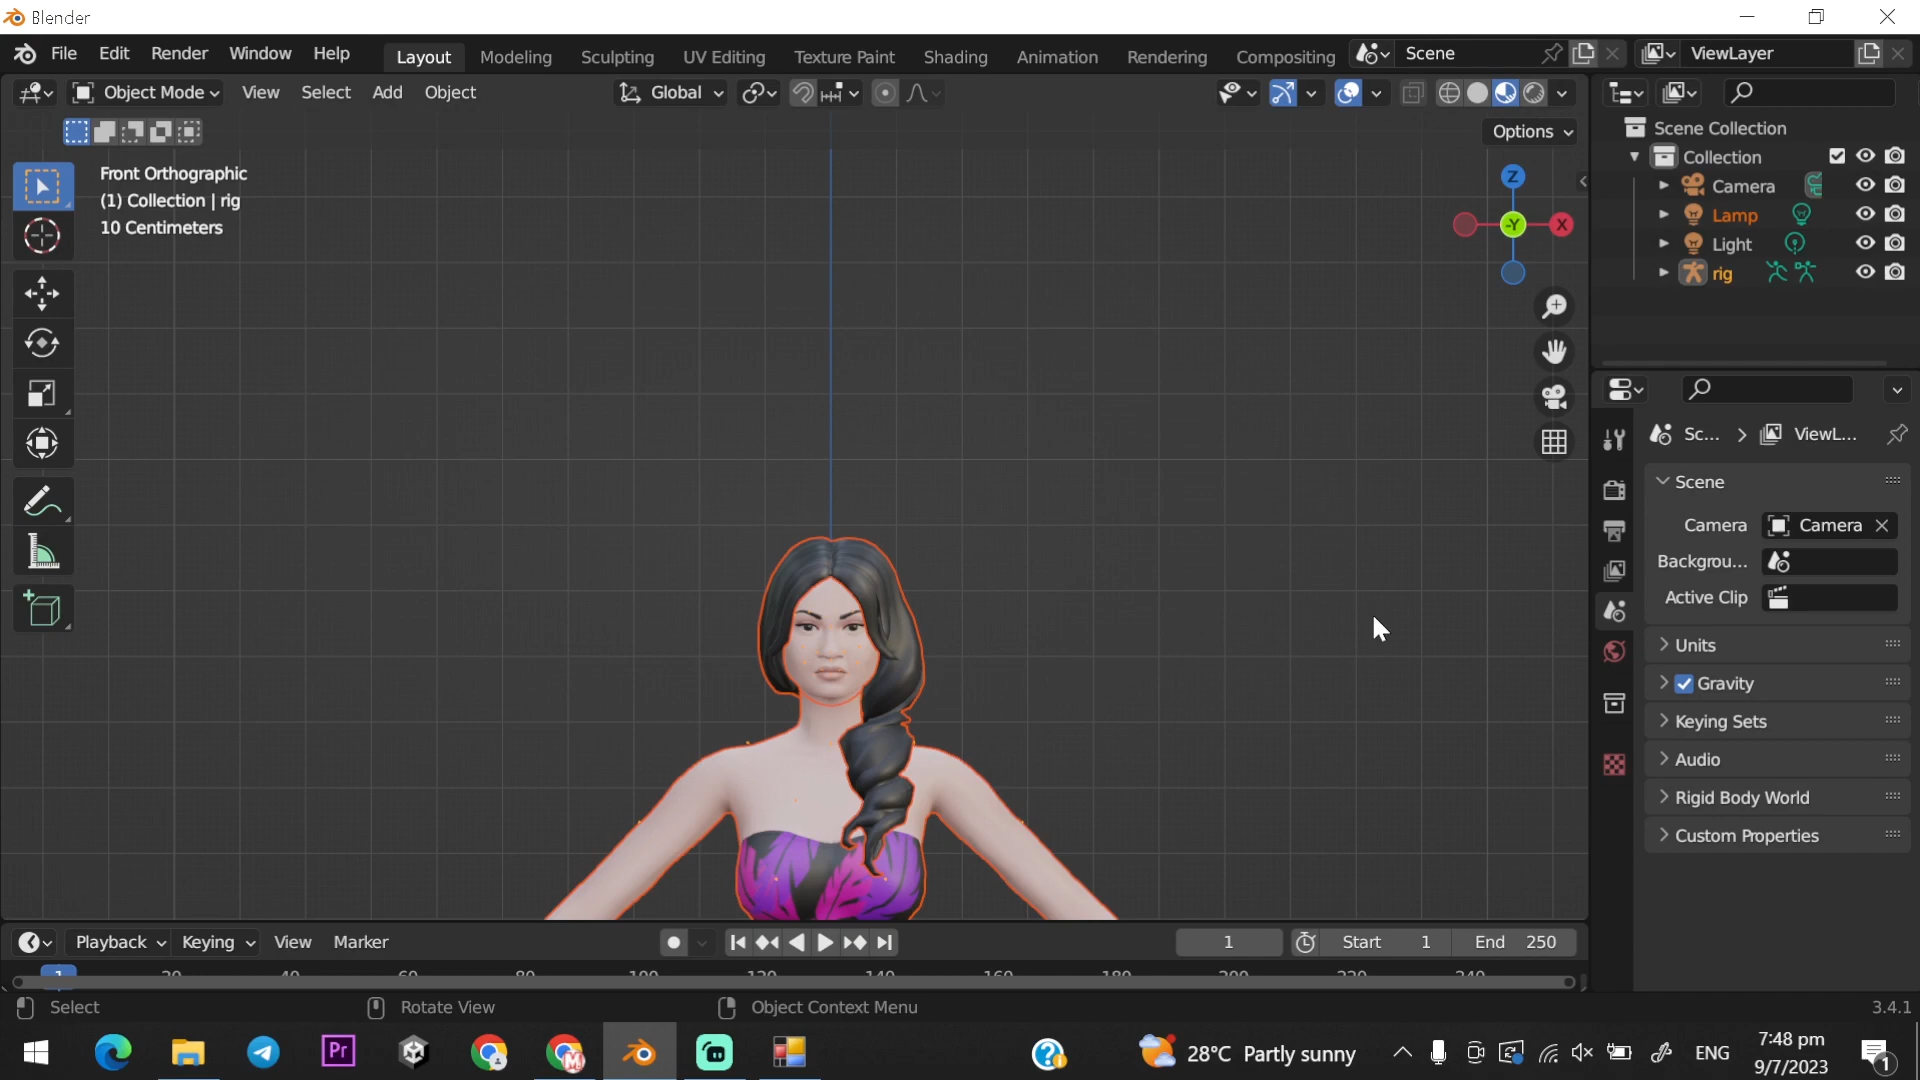 Blender
File Edit Render Window Help Layout Modeling Sculpting UV Editing Texture Paint Shading Animation Rendering Compositing Scene ViewLayer
Object Mode View Select Add Object Global
Options
Front Orthographic
(1) Collection | rig
10 Centimeters
Z
-Y
X
Scene Collection
Collection
Camera
Lamp
Light
rig
Sc... ViewL...
Scene
Camera Camera
Backgrou...
Active Clip
Units
Gravity
Keying Sets
Audio
Rigid Body World
Custom Properties
Playback Keying View Marker 1 Start 1 End 250
1 20 40 60 80 100 120 140 160 180 200 220 240
Select Rotate View Object Context Menu 3.4.1
Pr M 28°C Partly sunny ENG 7:48 pm
9/7/2023
1